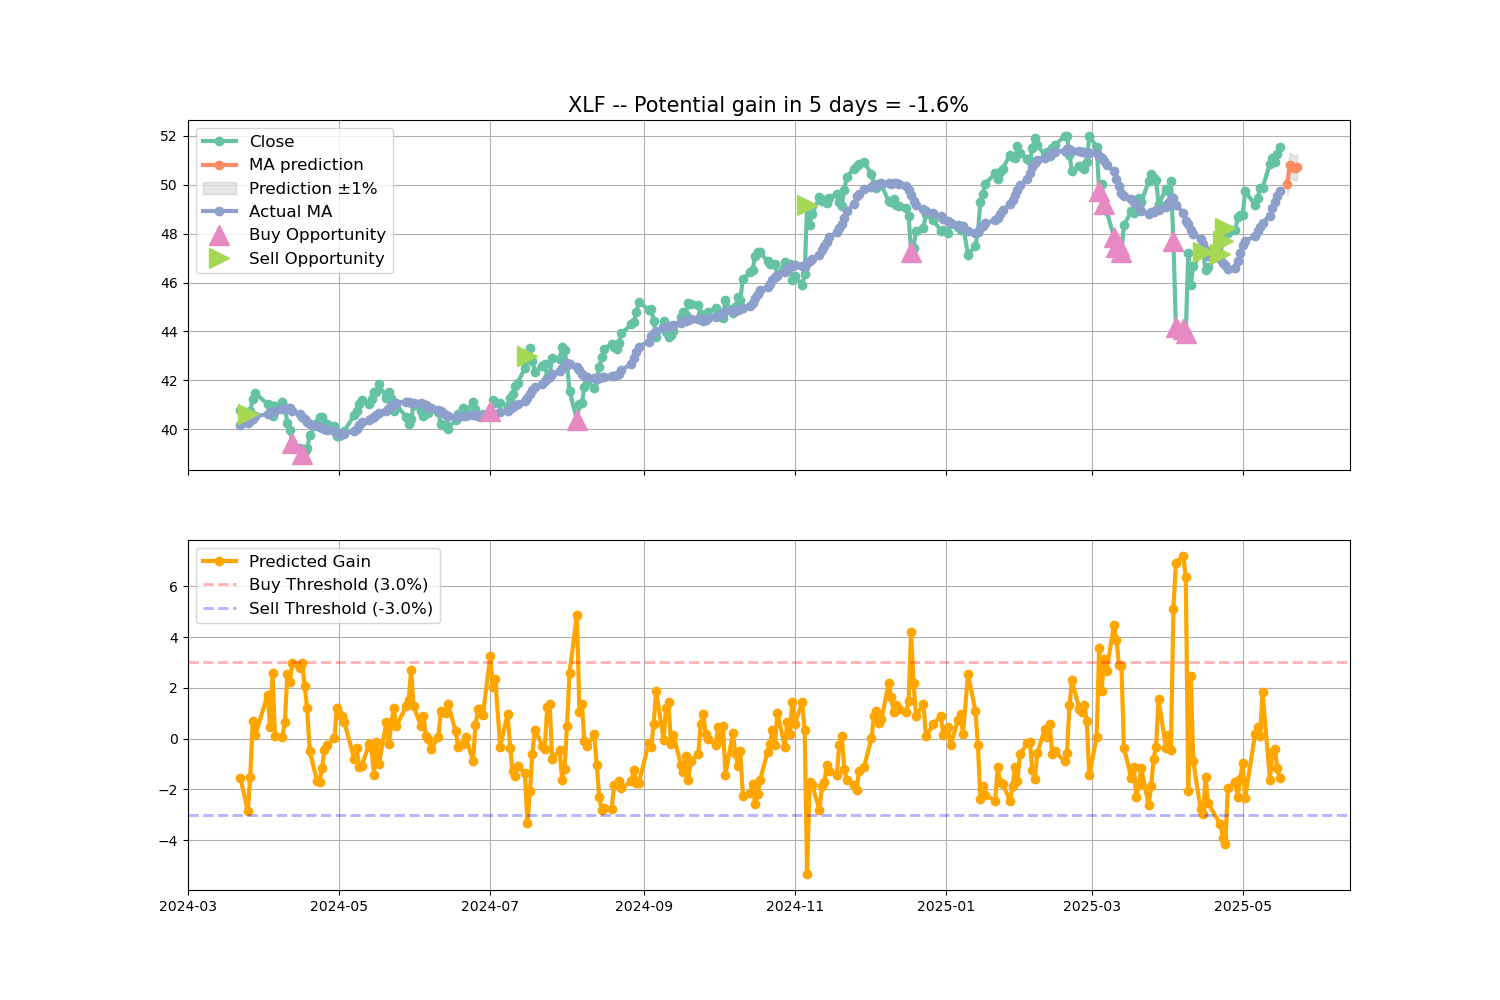 XLF -- Potential gain in 5 days = -1.6%
52
50
48
46
44
42
40
Close
MA prediction
Prediction ±1%
Actual MA
Buy Opportunity
Sell Opportunity
6
4
2
0
−2
−4
Predicted Gain
Buy Threshold (3.0%)
Sell Threshold (-3.0%)
2024-03 2024-05 2024-07 2024-09 2024-11 2025-01 2025-03 2025-05